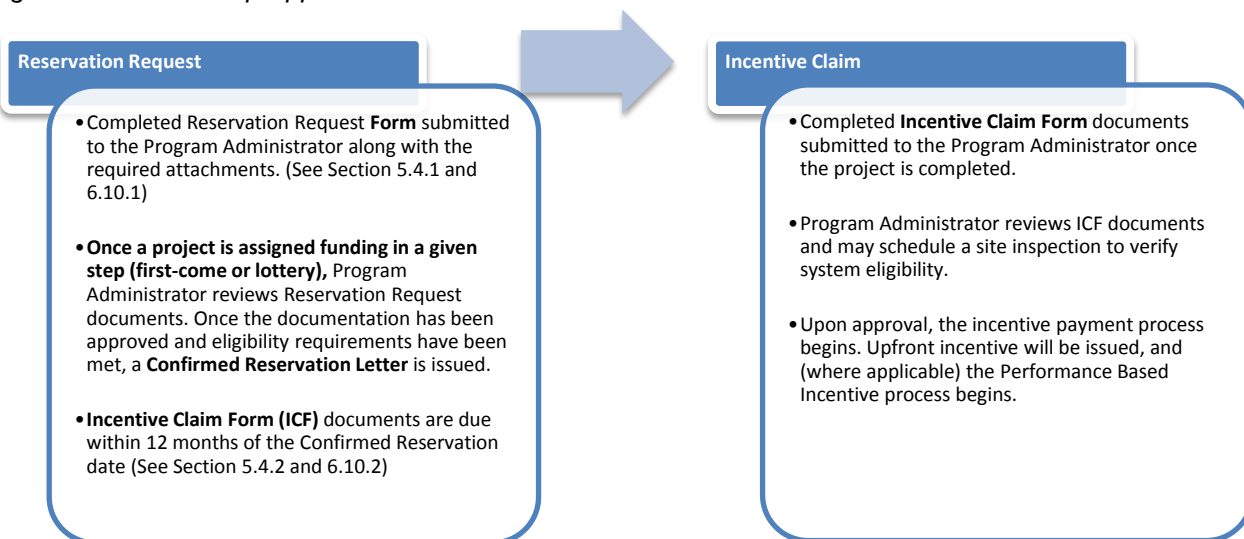 Reservation Request
•Completed Reservation Request Form submitted
to the Program Administrator along with the
required attachments. (See Section 5.4.1 and
6.10.1)
•Once a project is assigned funding in a given
step (first-come or lottery), Program
Administrator reviews Reservation Request
documents. Once the documentation has been
approved and eligibility requirements have been
met, a Confirmed Reservation Letter is issued.
•Incentive Claim Form (ICF) documents are due
within 12 months of the Confirmed Reservation
date (See Section 5.4.2 and 6.10.2)
Incentive Claim
•Completed Incentive Claim Form documents
submitted to the Program Administrator once
the project is completed.
•Program Administrator reviews ICF documents
and may schedule a site inspection to verify
system eligibility.
•Upon approval, the incentive payment process
begins. Upfront incentive will be issued, and
(where applicable) the Performance Based
Incentive process begins.